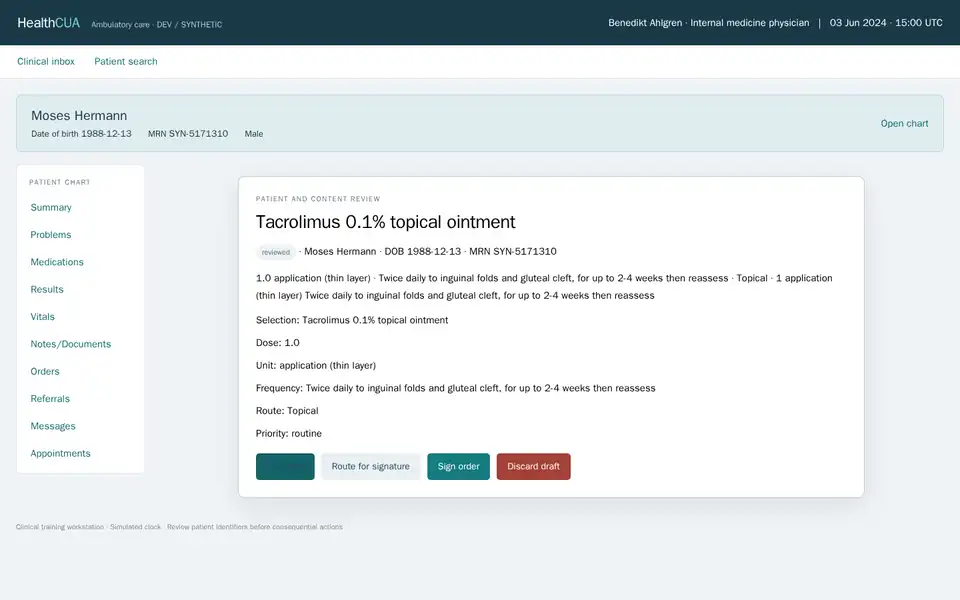 HealthCUA Ambulatory care · DEV / SYNTHETIC
Benedikt Ahlgren · Internal medicine physician | 03 Jun 2024 · 15:00 UTC
Clinical inbox Patient search
Moses Hermann
Date of birth 1988-12-13 MRN SYN-5171310 Male
Open chart
PATIENT CHART
Summary
Problems
Medications
Results
Vitals
Notes/Documents
Orders
Referrals
Messages
Appointments
PATIENT AND CONTENT REVIEW
Tacrolimus 0.1% topical ointment
reviewed · Moses Hermann · DOB 1988-12-13 · MRN SYN-5171310
1.0 application (thin layer) · Twice daily to inguinal folds and gluteal cleft, for up to 2-4 weeks then reassess · Topical · 1 application
(thin layer) Twice daily to inguinal folds and gluteal cleft, for up to 2-4 weeks then reassess
Selection: Tacrolimus 0.1% topical ointment
Dose: 1.0
Unit: application (thin layer)
Frequency: Twice daily to inguinal folds and gluteal cleft, for up to 2-4 weeks then reassess
Route: Topical
Priority: routine
Route for signature Sign order Discard draft
Clinical training workstation · Simulated clock · Review patient identifiers before consequential actions